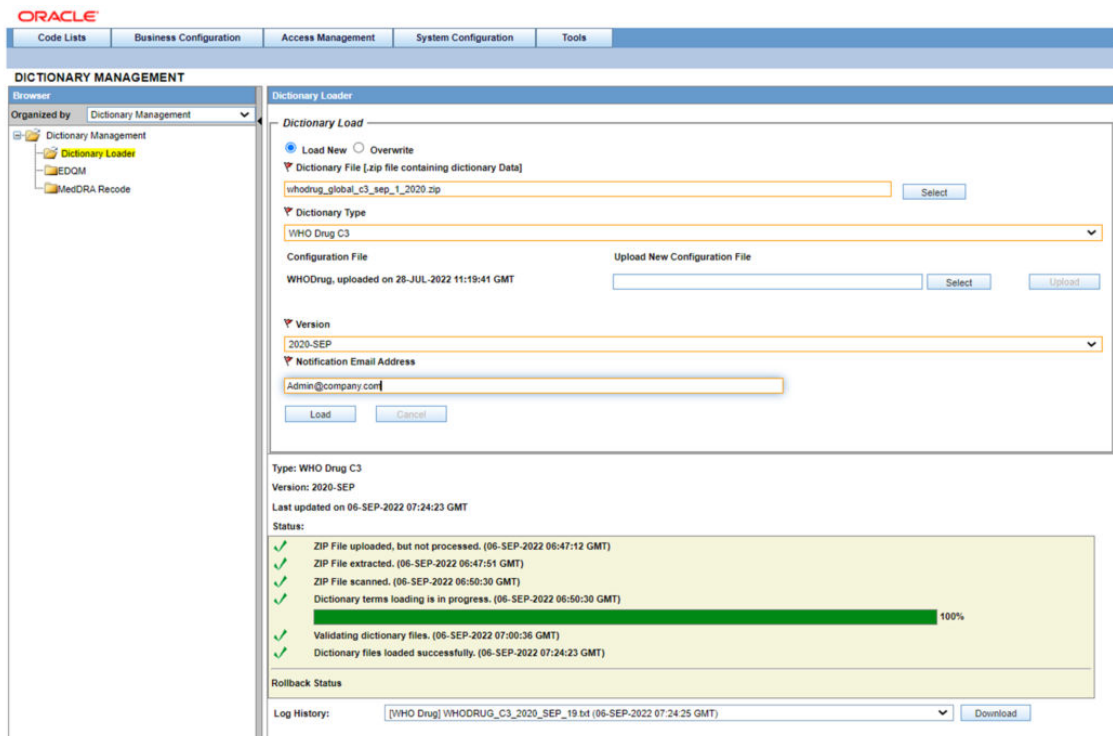 ORACLE
Code Lists Business Configuration Access Management System Configuration Tools
DICTIONARY MANAGEMENT
Browser
Organized by Dictionary Management
Dictionary Management
Dictionary Loader
EDQM
MedDRA Recode
Dictionary Loader
Dictionary Load
Load New Overwrite
Dictionary File [.zip file containing dictionary Data]
whodrug_global_c3_sep_1_2020.zip Select
Dictionary Type
WHO Drug C3
Configuration File Upload New Configuration File
WHODrug, uploaded on 28-JUL-2022 11:19:41 GMT Select Upload
Version
2020-SEP
Notification Email Address
Admin@company.com
Load Cancel
Type: WHO Drug C3
Version: 2020-SEP
Last updated on 06-SEP-2022 07:24:23 GMT
Status:
ZIP File uploaded, but not processed. (06-SEP-2022 06:47:12 GMT)
ZIP File extracted. (06-SEP-2022 06:47:51 GMT)
ZIP File scanned. (06-SEP-2022 06:50:30 GMT)
Dictionary terms loading is in progress. (06-SEP-2022 06:50:30 GMT)
100%
Validating dictionary files. (06-SEP-2022 07:00:36 GMT)
Dictionary files loaded successfully. (06-SEP-2022 07:24:23 GMT)
Rollback Status
Log History: [WHO Drug] WHODRUG_C3_2020_SEP_19.txt (06-SEP-2022 07:24:25 GMT) Download